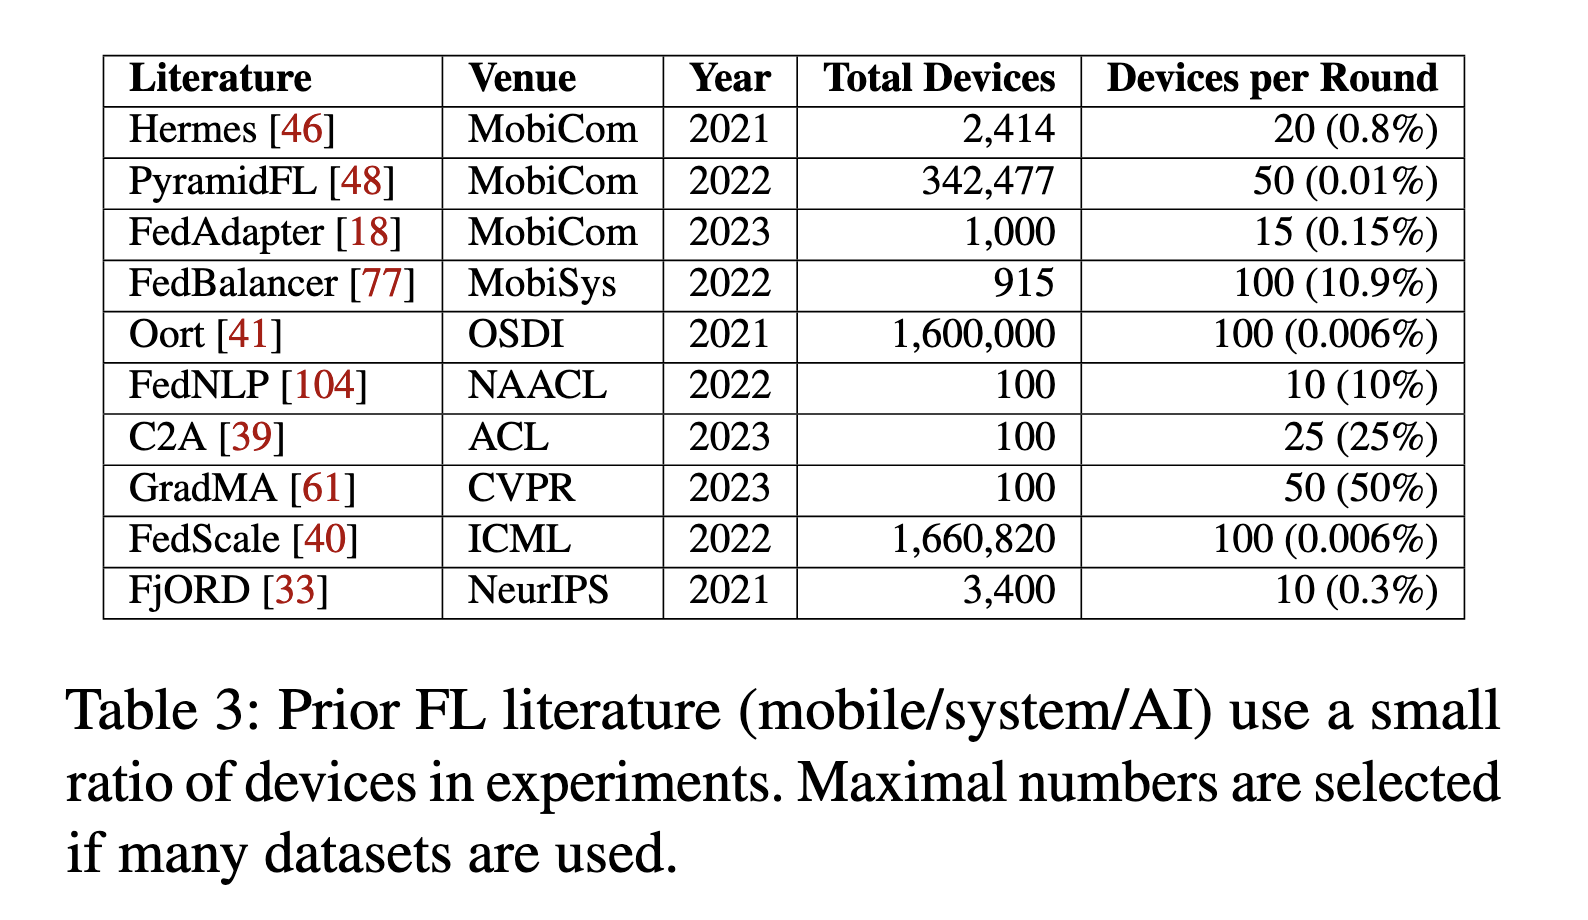 Literature Venue Year Total Devices Devices per Round
Hermes [46] MobiCom 2021 2,414 20 (0.8%)
PyramidFL [48] MobiCom 2022 342,477 50 (0.01%)
FedAdapter [18] MobiCom 2023 1,000 15 (0.15%)
FedBalancer [77] MobiSys 2022 915 100 (10.9%)
Oort [41] OSDI 2021 1,600,000 100 (0.006%)
FedNLP [104] NAACL 2022 100 10 (10%)
C2A [39] ACL 2023 100 25 (25%)
GradMA [61] CVPR 2023 100 50 (50%)
FedScale [40] ICML 2022 1,660,820 100 (0.006%)
FjORD [33] NeurIPS 2021 3,400 10 (0.3%)
Table 3: Prior FL literature (mobile/system/AI) use a small
ratio of devices in experiments. Maximal numbers are selected
if many datasets are used.